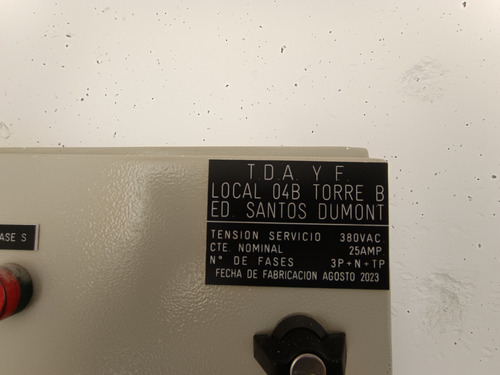 T.D.A. Y F.
LOCAL 04B TORRE B
ED. SANTOS DUMONT
TENSION SERVICIO 380VAC.
CTE. NOMINAL 25AMP.
N° DE FASES 3P+N+TP
FECHA DE FABRICACION AGOSTO 2023
ASE S